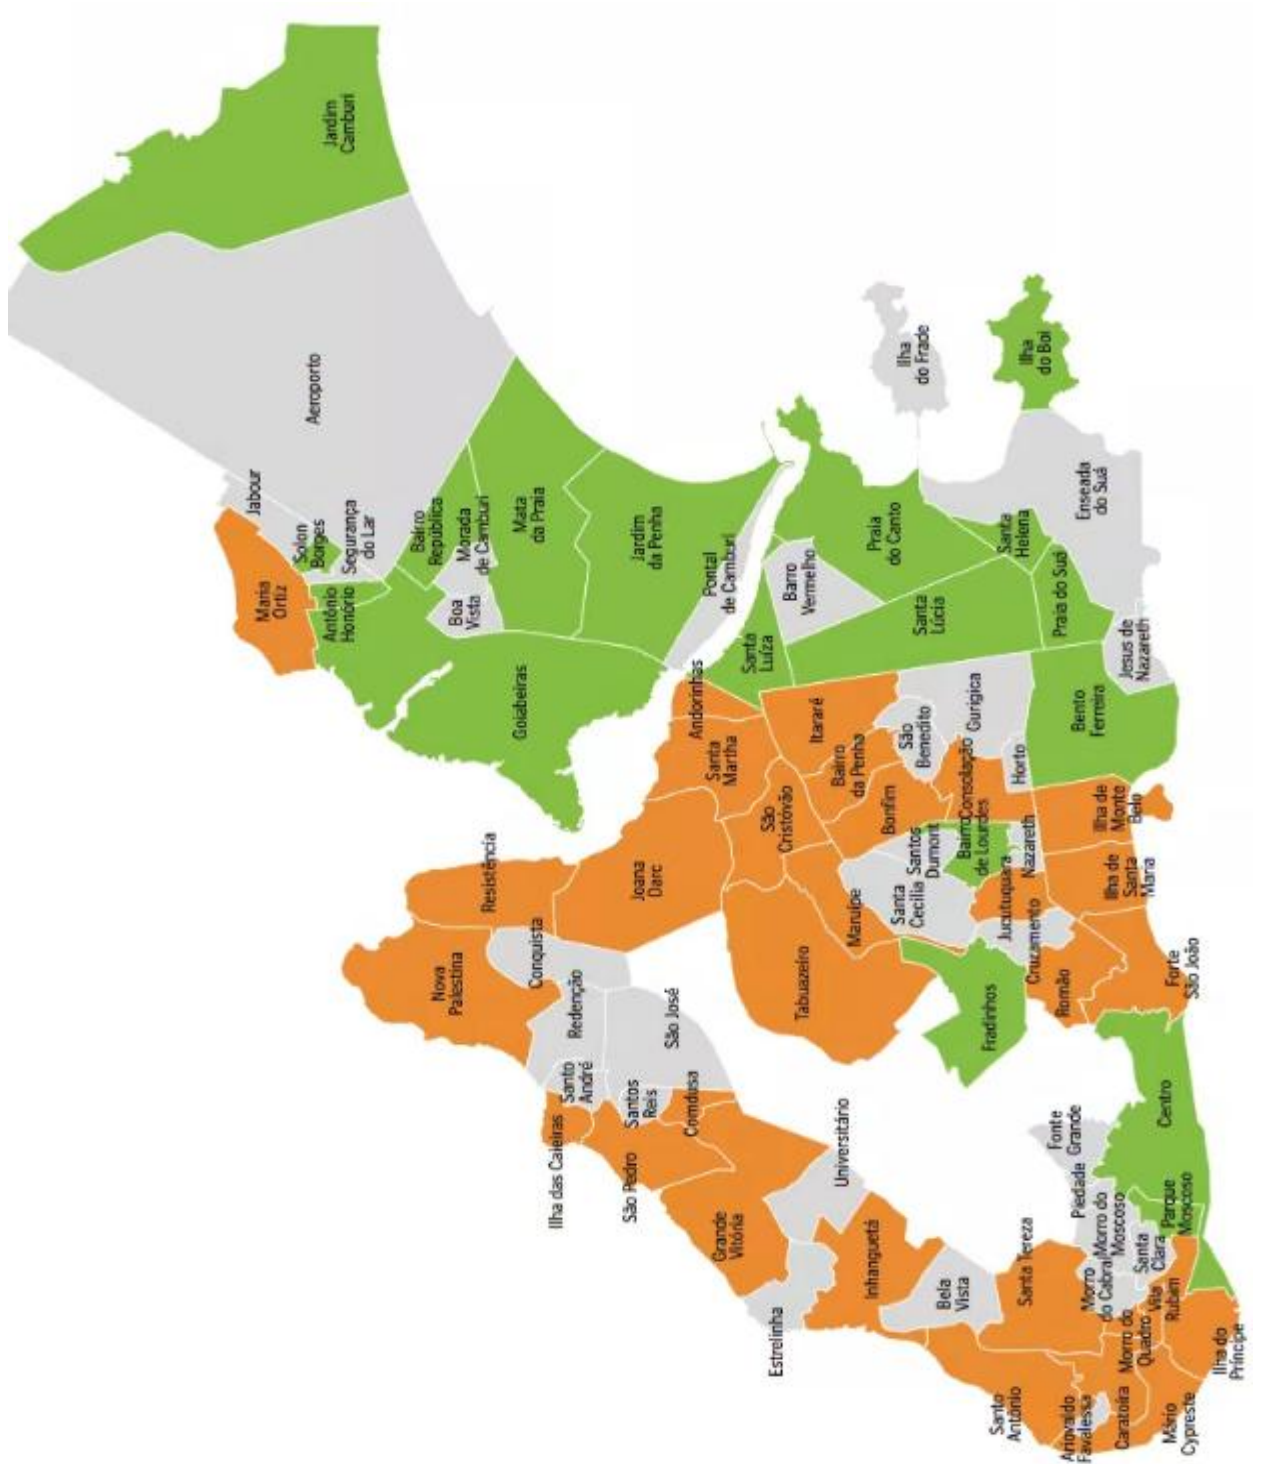 Jardim
Camburi
Aeroporto
Jabour
Solon
Borges
Segurança
do Lar
Maria
Ortiz
Antônio
Honório
Bairro
República
Morada
de Camburi
Boa
Vista
Mata
da Praia
Jardim
da Penha
Pontal
de Camburi
Goiabeiras
Ilha
do Frade
Ilha
do Boi
Enseada
do Suá
Santa
Helena
Praia
do Canto
Barro
Vermelho
Santa
Luíza
Santa
Lúcia
Praia do Suá
Jesus de
Nazareth
Bento
Ferreira
Andorinhas
Santa
Martha
Itararé
Bairro
da Penha
São
Benedito
Gurigica
Bonfim
Consolação
Horto
São
Cristóvão
Santos
Dumont
Bairro
de Lourdes
Nazareth
Ilha de
Monte
Belo
Ilha de
Santa
Maria
Joana
Darc
Maruípe
Santa
Cecília
Jucutuquara
Cruzamento
Resistência
Nova
Palestina
Conquista
Redenção
São José
Santo
André
Santos
Reis
Comdusa
Ilha das Caieiras
São Pedro
Tabuazeiro
Fradinhos
Romão
Forte
São João
Grande
Vitória
Universitário
Estrelinha
Inhanguetá
Bela
Vista
Santa Tereza
Fonte
Grande
Piedade
Morro do
Moscoso
Centro
Parque
Moscoso
Santa
Clara
Morro
do Cabral
Vila
Rubim
Morro do
Quadro
Ilha do
Príncipe
Santo
Antônio
Ariovaldo
Favalessa
Caratoíra
Mário
Cypreste